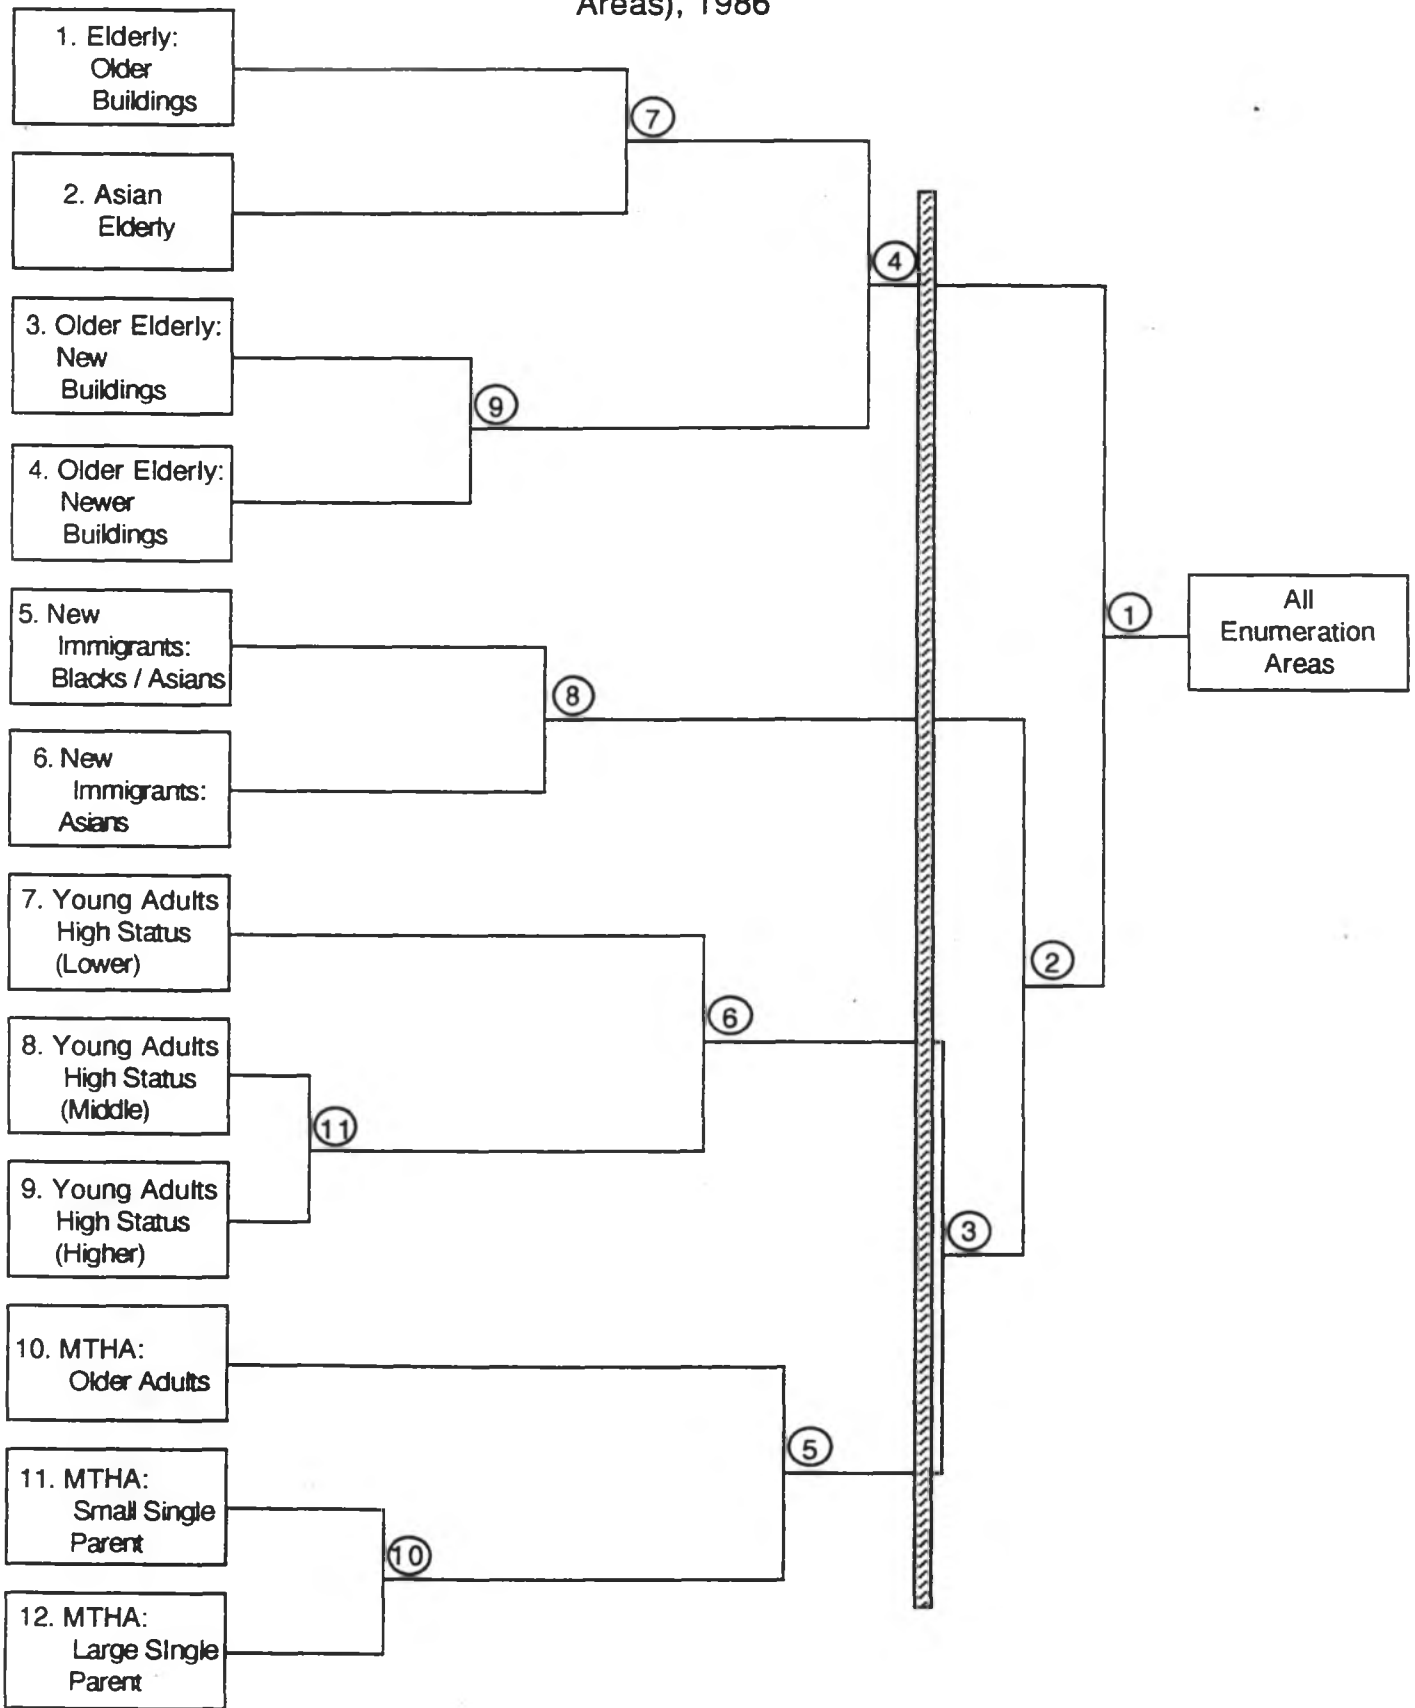 Areas), 1986
1. Elderly:
Older
Buildings
7
2. Asian
Elderly
4
3. Older Elderly:
New
Buildings
9
4. Older Elderly:
Newer
Buildings
5. New
Immigrants:
Blacks / Asians
1
All
Enumeration
Areas
8
6. New
Immigrants:
Asians
7. Young Adults
High Status
(Lower)
2
6
8. Young Adults
High Status
(Middle)
11
9. Young Adults
High Status
(Higher)
3
10. MTHA:
Older Adults
5
11. MTHA:
Small Single
Parent
10
12. MTHA:
Large SIngle
Parent